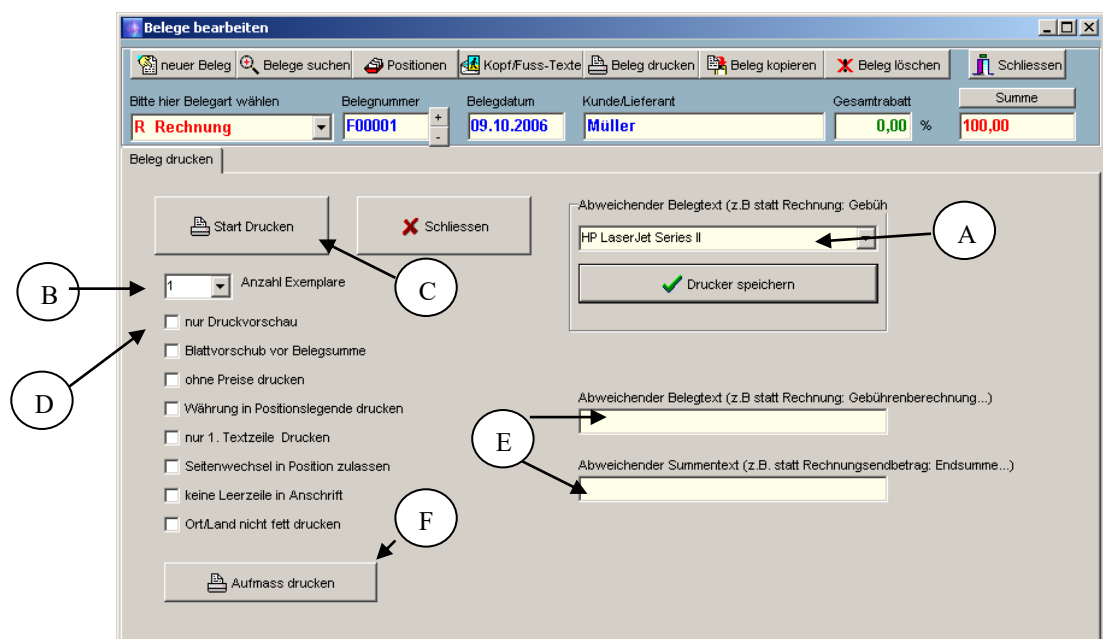 Belege bearbeiten
neuer Beleg Belege suchen Positionen Kopf/Fuss-Texte Beleg drucken Beleg kopieren Beleg löschen Schliessen
Bitte hier Belegart wählen Belegnummer Belegdatum Kunde/Lieferant Gesamtrabatt Summe
R Rechnung F00001 + - 09.10.2006 Müller 0,00 % 100,00
Beleg drucken
Start Drucken
Schliessen
Abweichender Belegtext (z.B statt Rechnung: Gebüh
HP LaserJet Series II
A
Drucker speichern
C
B
1 Anzahl Exemplare
nur Druckvorschau
Blattvorschub vor Belegsumme
D
ohne Preise drucken
Währung in Positionslegende drucken
nur 1. Textzeile Drucken
Seitenwechsel in Position zulassen
keine Leerzeile in Anschrift
Ort/Land nicht fett drucken
Abweichender Belegtext (z.B statt Rechnung: Gebührenberechnung...)
E
Abweichender Summentext (z.B. statt Rechnungsendbetrag: Endsumme...)
F
Aufmass drucken